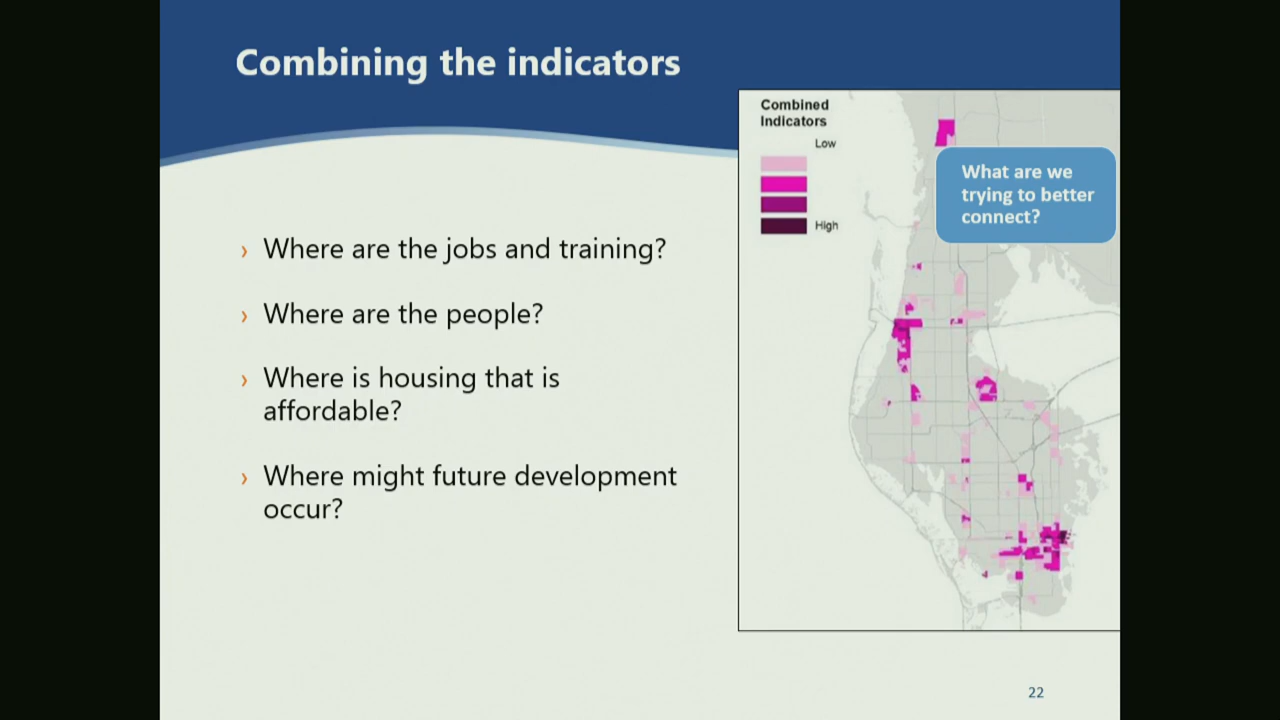 Combining the indicators
Combined
Indicators
Low
High
What are we
trying to better
connect?
› Where are the jobs and training?
› Where are the people?
› Where is housing that is
affordable?
› Where might future development
occur?
22